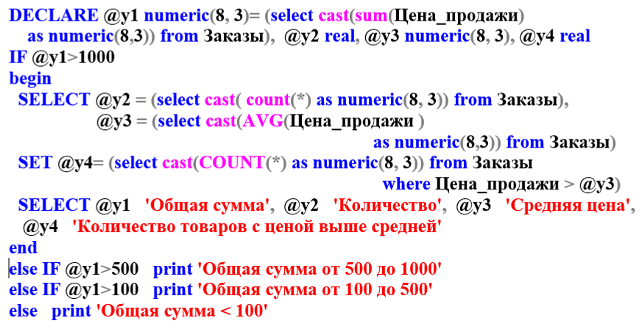 DECLARE @y1 numeric(8, 3)= (select cast(sum(Цена_продажи)
as numeric(8,3)) from Заказы), @y2 real, @y3 numeric(8, 3), @y4 real
IF @y1>1000
begin
SELECT @y2 = (select cast( count(*) as numeric(8, 3)) from Заказы),
@y3 = (select cast(AVG(Цена_продажи )
as numeric(8,3)) from Заказы)
SET @y4= (select cast(COUNT(*) as numeric(8, 3)) from Заказы
where Цена_продажи > @y3)
SELECT @y1 'Общая сумма', @y2 'Количество', @y3 'Средняя цена',
@y4 'Количество товаров с ценой выше средней'
end
else IF @y1>500 print 'Общая сумма от 500 до 1000'
else IF @y1>100 print 'Общая сумма от 100 до 500'
else print 'Общая сумма < 100'